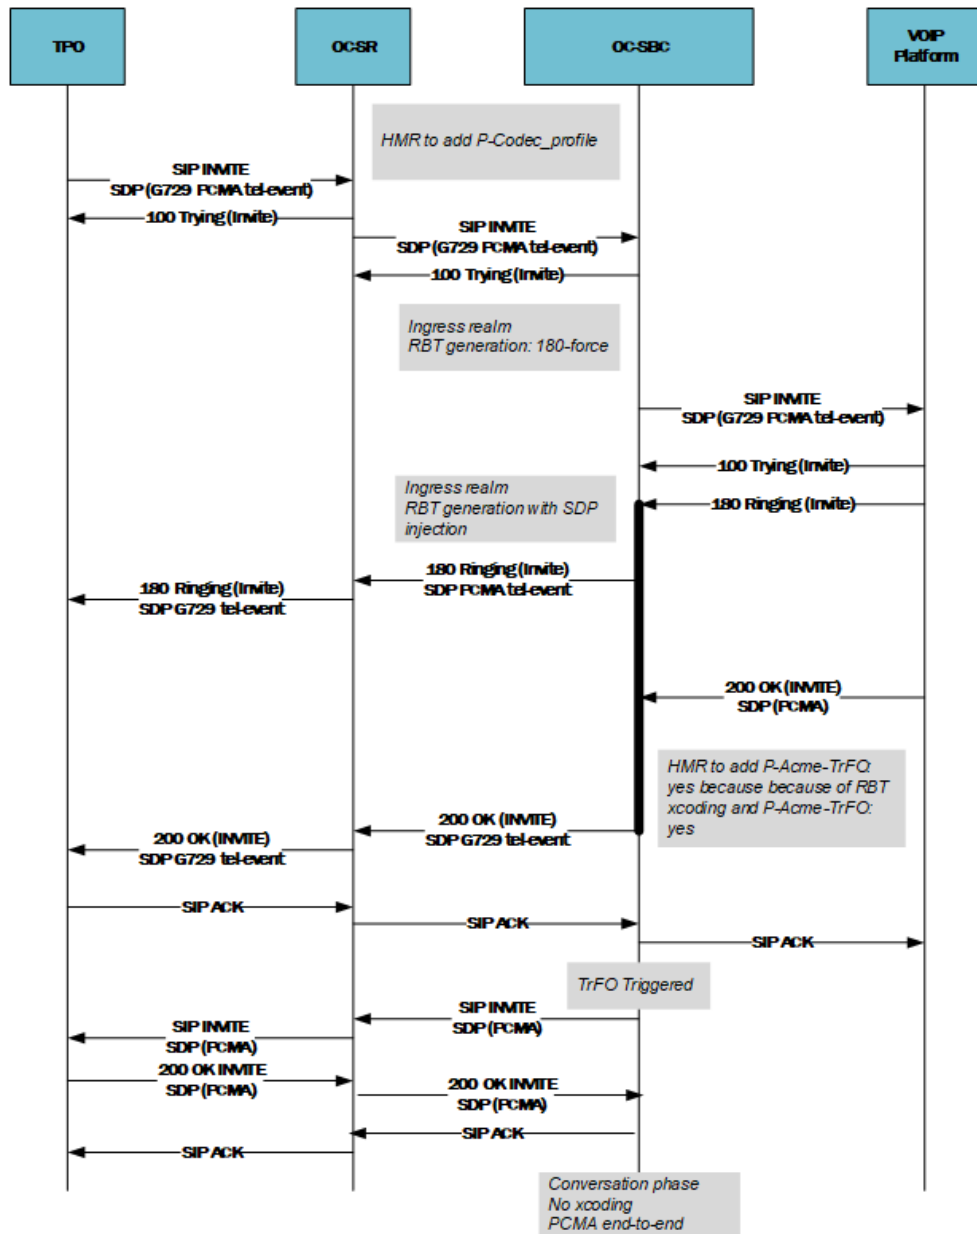 TPO
OC-SR
OC-SBC
VOIP
Platform
HMR to add P-Codec_profile
SIP INVITE
SDP (G729 PCMA tel-event)
100 Trying (Invite)
SIP INVITE
SDP (G729 PCMA tel-event)
100 Trying (Invite)
Ingress realm
RBT generation: 180-force
SIP INVITE
SDP (G729 PCMA tel-event)
100 Trying (Invite)
180 Ringing (Invite)
Ingress realm
RBT generation with SDP
injection
180 Ringing (Invite)
SDP PCMA tel-event
180 Ringing (Invite)
SDP G729 tel-event
200 OK (INVITE)
SDP (PCMA)
HMR to add P-Acme-TrFO:
yes because because of RBT
xcoding and P-Acme-TrFO:
yes
200 OK (INVITE)
SDP G729 tel-event
200 OK (INVITE)
SDP G729 tel-event
SIP ACK
SIP ACK
SIP ACK
TrFO Triggered
SIP INVITE
SDP (PCMA)
SIP INVITE
SDP (PCMA)
200 OK INVITE
SDP (PCMA)
200 OK INVITE
SDP (PCMA)
SIP ACK
SIP ACK
Conversation phase
No xcoding
PCMA end-to-end